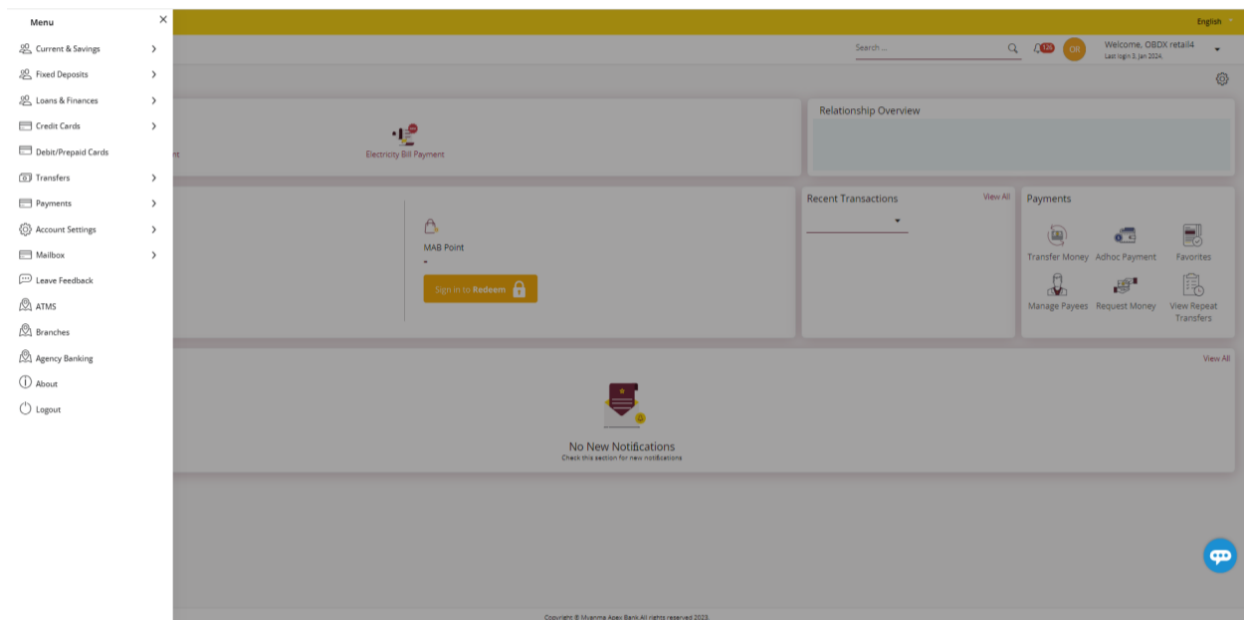 Menu
Current & Savings
Fixed Deposits
Loans & Finances
Credit Cards
Debit/Prepaid Cards
Transfers
Payments
Account Settings
Mailbox
Leave Feedback
ATMS
Branches
Agency Banking
About
Logout
English
Search...
Welcome, OBDX retail4
Last login 3, Jan 2024,
OR
nt
Electricity Bill Payment
Relationship Overview
MAB Point
-
Sign in to Redeem
Recent Transactions
View All
Payments
Transfer Money
Adhoc Payment
Favorites
Manage Payees
Request Money
View Repeat
Transfers
View All
No New Notifications
Check this section for new notifications
Copyright © Myanma Apex Bank All rights reserved 2023.